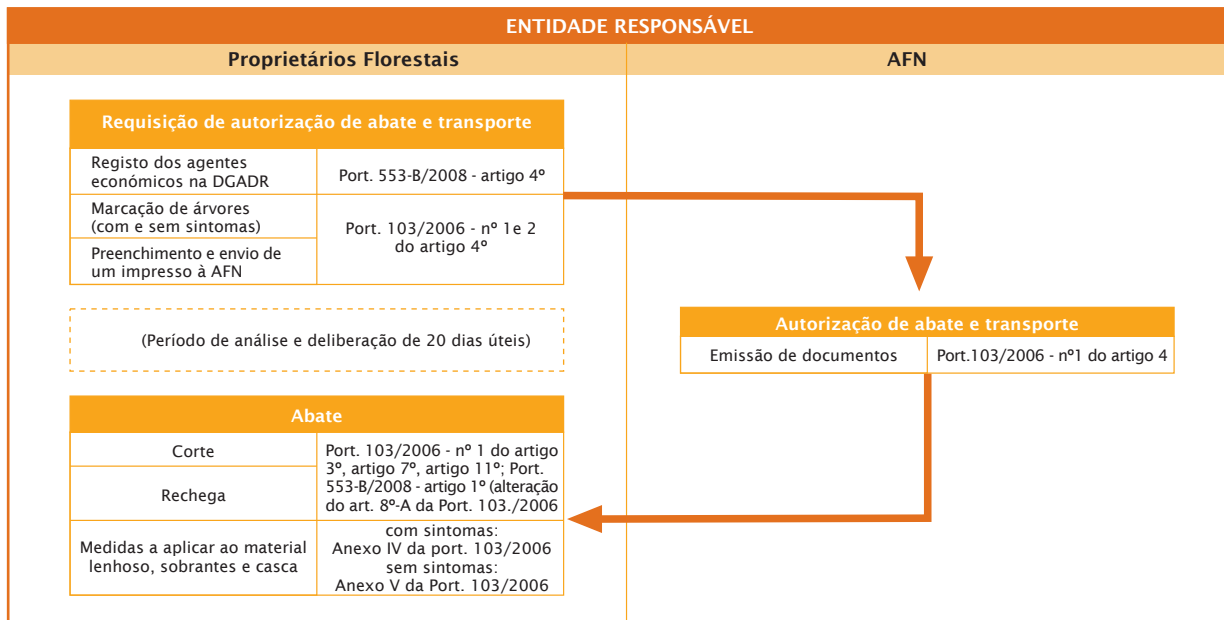 ENTIDADE RESPONSÁVEL
Proprietários Florestais
AFN
Requisição de autorização de abate e transporte
Registo dos agentes
económicos na DGADR
Port. 553-B/2008 - artigo 4º
Marcação de árvores
(com e sem sintomas)
Port. 103/2006 - nº 1e 2
do artigo 4º
Preenchimento e envio de
um impresso à AFN
(Período de análise e deliberação de 20 dias úteis)
Autorização de abate e transporte
Emissão de documentos
Port.103/2006 - nº1 do artigo 4
Abate
Corte
Rechega
Port. 103/2006 - nº 1 do artigo
3º, artigo 7º, artigo 11º; Port.
553-B/2008 - artigo 1º (alteração
do art. 8º-A da Port. 103./2006
Medidas a aplicar ao material
lenhoso, sobrantes e casca
com sintomas:
Anexo IV da port. 103/2006
sem sintomas:
Anexo V da Port. 103/2006